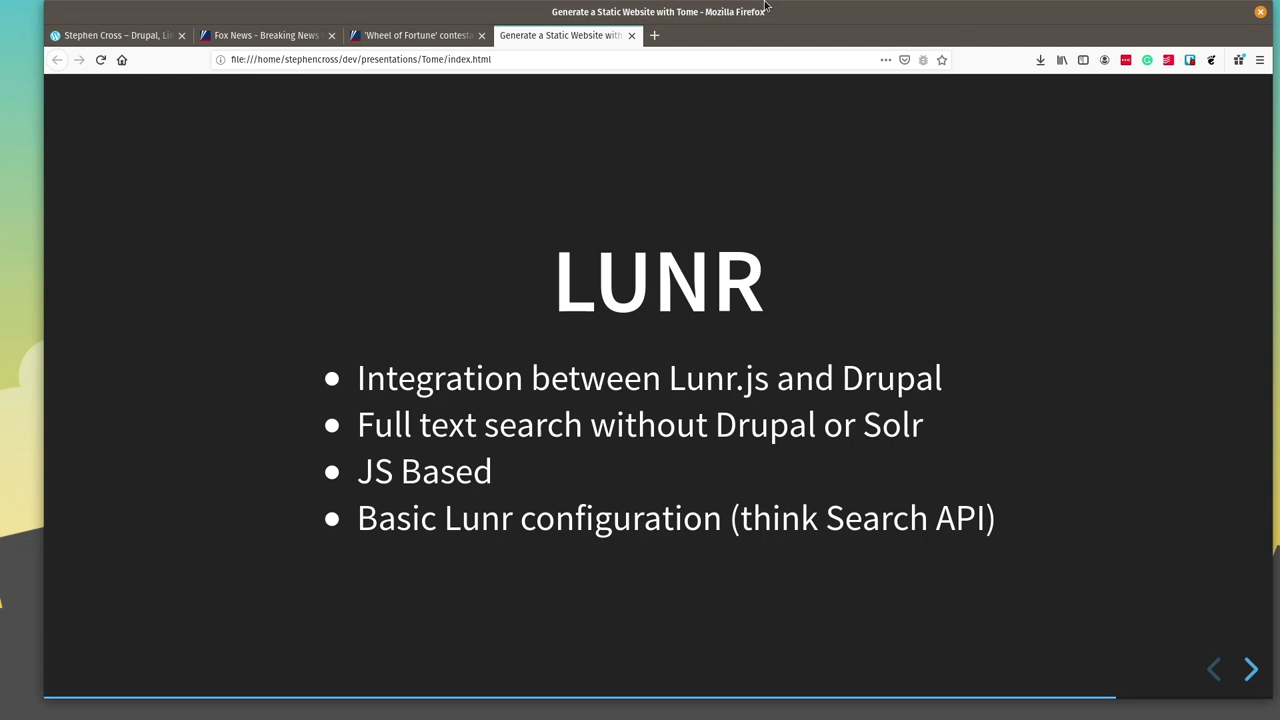 Generate a Static Website with Tome - Mozilla Firefox
Stephen Cross – Drupal, Li
Fox News - Breaking News
'Wheel of Fortune' contesta
Generate a Static Website with
file:///home/stephencross/dev/presentations/Tome/index.html
LUNR
Integration between Lunr.js and Drupal
Full text search without Drupal or Solr
JS Based
Basic Lunr configuration (think Search API)